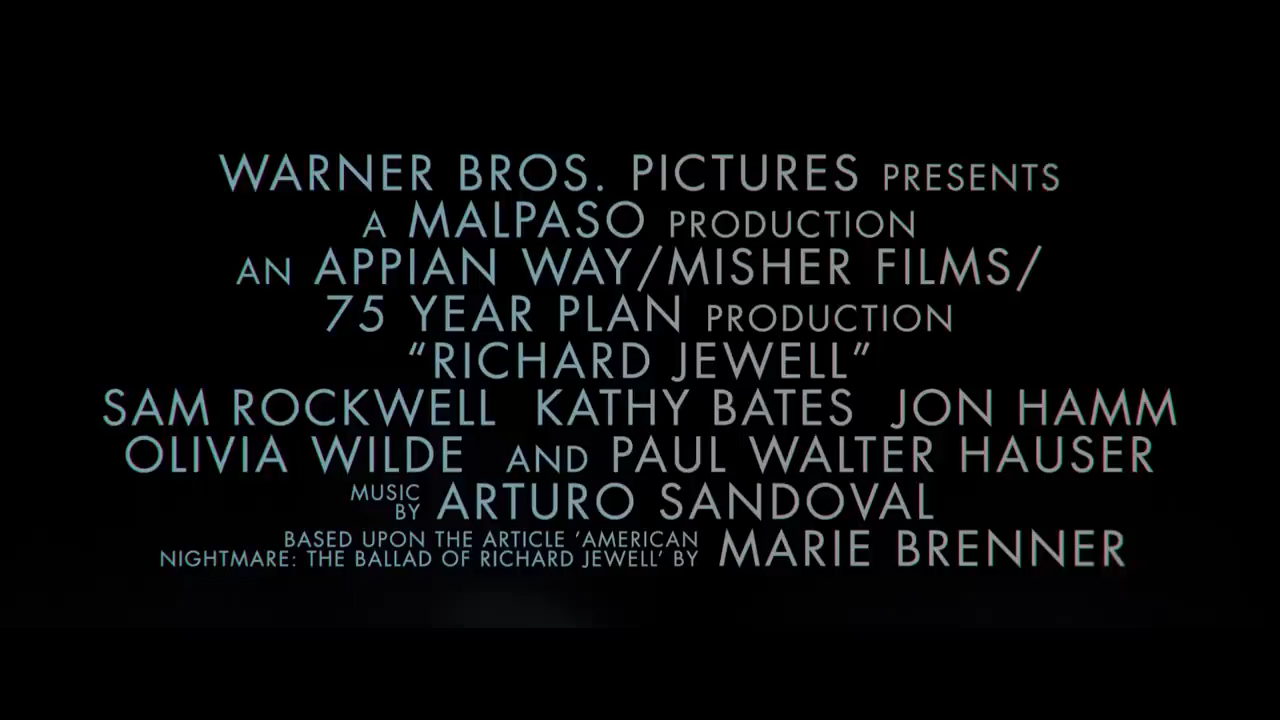 WARNER BROS. PICTURES PRESENTS
A MALPASO PRODUCTION
AN APPIAN WAY/MISHER FILMS/
75 YEAR PLAN PRODUCTION
“RICHARD JEWELL”
SAM ROCKWELL KATHY BATES JON HAMM
OLIVIA WILDE AND PAUL WALTER HAUSER
MUSIC BY ARTURO SANDOVAL
BASED UPON THE ARTICLE ‘AMERICAN
NIGHTMARE: THE BALLAD OF RICHARD JEWELL’ BY MARIE BRENNER